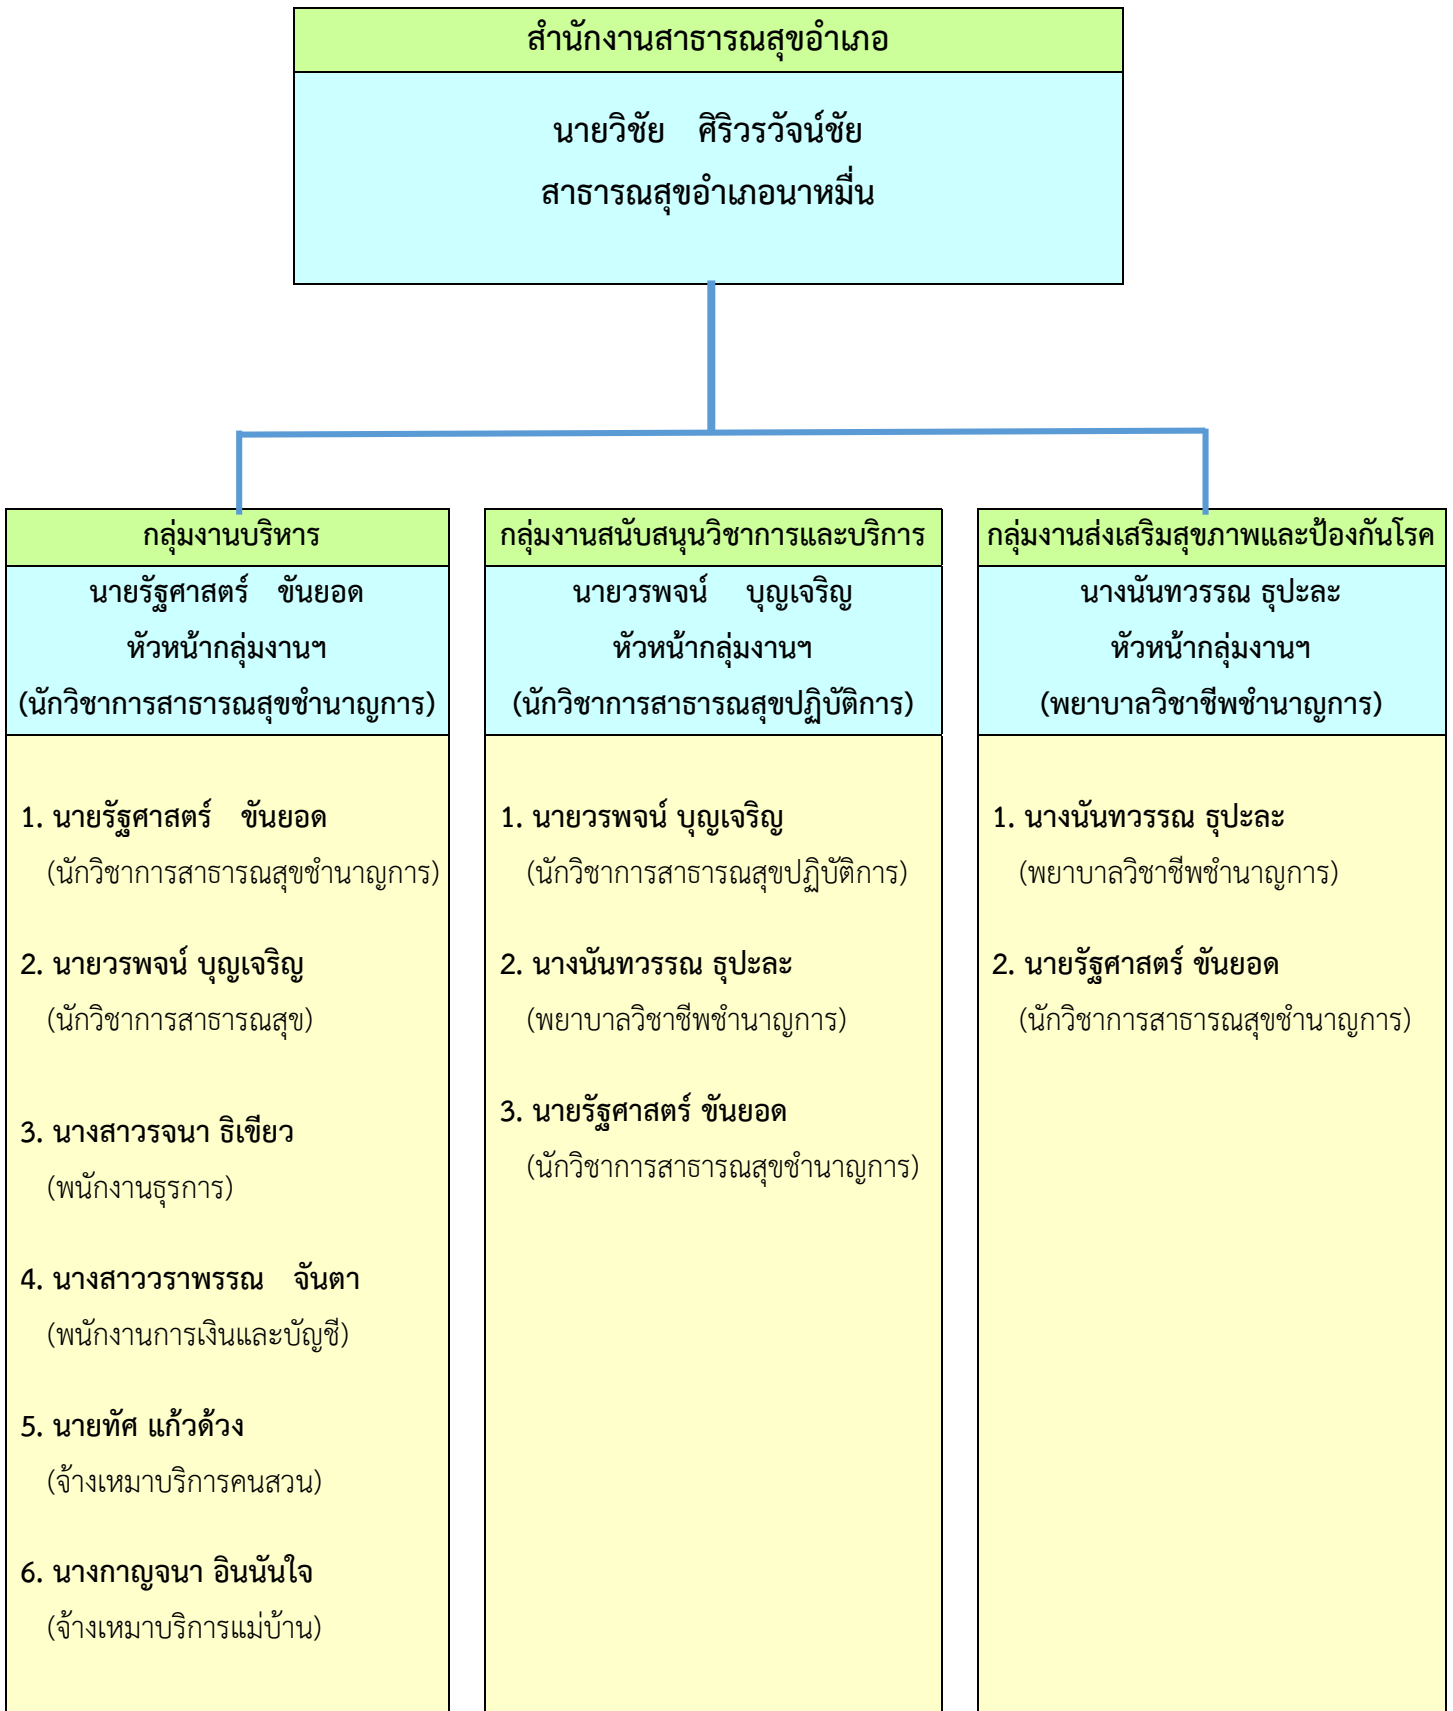 สำนักงานสาธารณสุขอำเภอ
นายวิชัย ศิริวรวัจน์ชัย
สาธารณสุขอำเภอนาหมื่น
กลุ่มงานบริหาร
นายรัฐศาสตร์ ขันยอด
หัวหน้ากลุ่มงานฯ
(นักวิชาการสาธารณสุขชำนาญการ)
1. นายรัฐศาสตร์ ขันยอด
(นักวิชาการสาธารณสุขชำนาญการ)
2. นายวรพจน์ บุญเจริญ
(นักวิชาการสาธารณสุข)
3. นางสาวรจนา ธิเขียว
(พนักงานธุรการ)
4. นางสาววราพรรณ จันตา
(พนักงานการเงินและบัญชี)
5. นายทัศ แก้วด้วง
(จ้างเหมาบริการคนสวน)
6. นางกาญจนา อินนันใจ
(จ้างเหมาบริการแม่บ้าน)
กลุ่มงานสนับสนุนวิชาการและบริการ
นายวรพจน์ บุญเจริญ
หัวหน้ากลุ่มงานฯ
(นักวิชาการสาธารณสุขปฏิบัติการ)
1. นายวรพจน์ บุญเจริญ
(นักวิชาการสาธารณสุขปฏิบัติการ)
2. นางนันทวรรณ ธุปะละ
(พยาบาลวิชาชีพชำนาญการ)
3. นายรัฐศาสตร์ ขันยอด
(นักวิชาการสาธารณสุขชำนาญการ)
กลุ่มงานส่งเสริมสุขภาพและป้องกันโรค
นางนันทวรรณ ธุปะละ
หัวหน้ากลุ่มงานฯ
(พยาบาลวิชาชีพชำนาญการ)
1. นางนันทวรรณ ธุปะละ
(พยาบาลวิชาชีพชำนาญการ)
2. นายรัฐศาสตร์ ขันยอด
(นักวิชาการสาธารณสุขชำนาญการ)